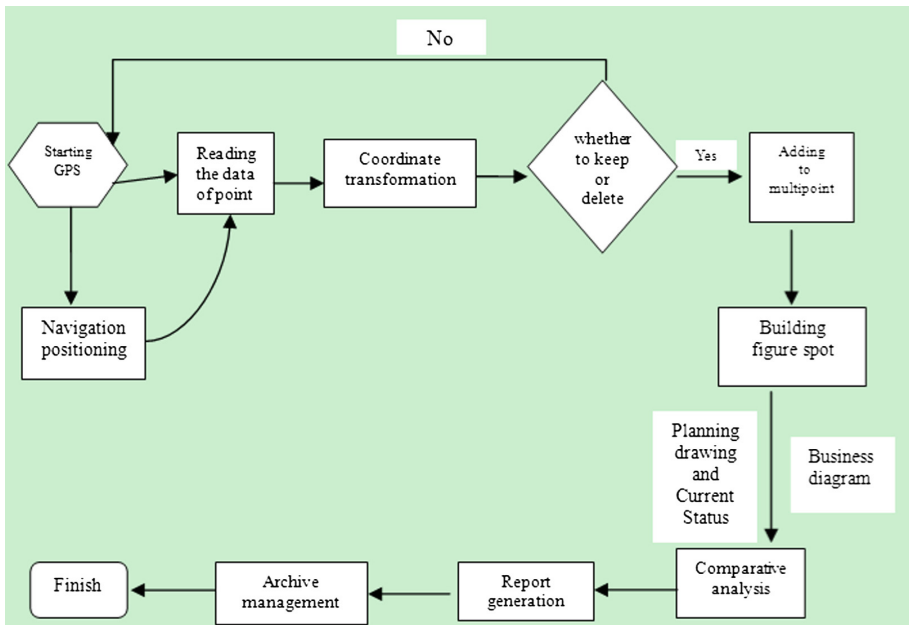 No
Starting
GPS
Reading
the data
of point
Coordinate
transformation
whether
to keep
or
delete
Yes
Adding
to
multipoint
Navigation
positioning
Building
figure spot
Planning
drawing
and
Current
Status
Business
diagram
Comparative
analysis
Report
generation
Archive
management
Finish